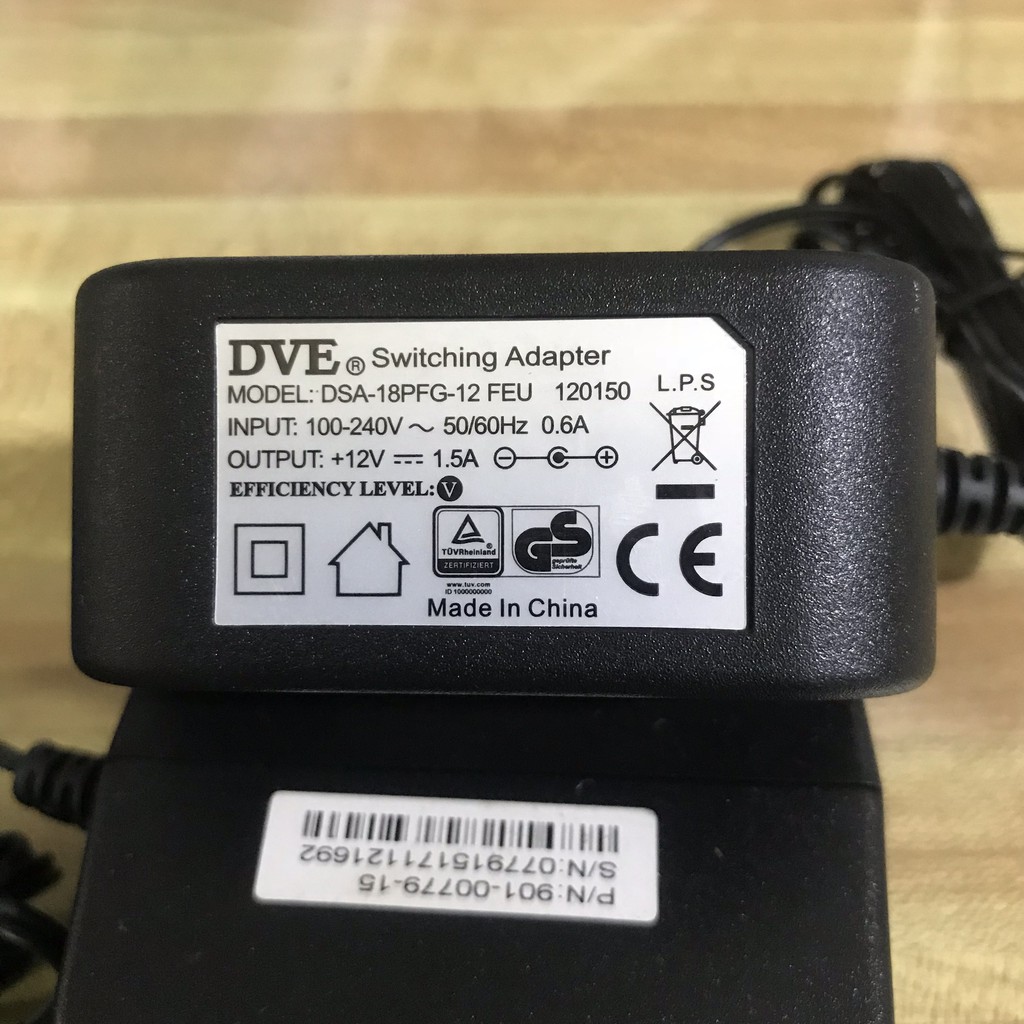 DVE® Switching Adapter
MODEL: DSA-18PFG-12 FEU 120150
L.P.S
INPUT: 100-240V ~ 50/60Hz 0.6A
OUTPUT: +12V ⎓ 1.5A
EFFICIENCY LEVEL: V
TÜVRheinland®
ZERTIFIZIERT
www.tuv.com
ID 1000000000
GS
geprüfte
Sicherheit
CE
Made In China
P/N:901-00779-15
S/N:077915171121692